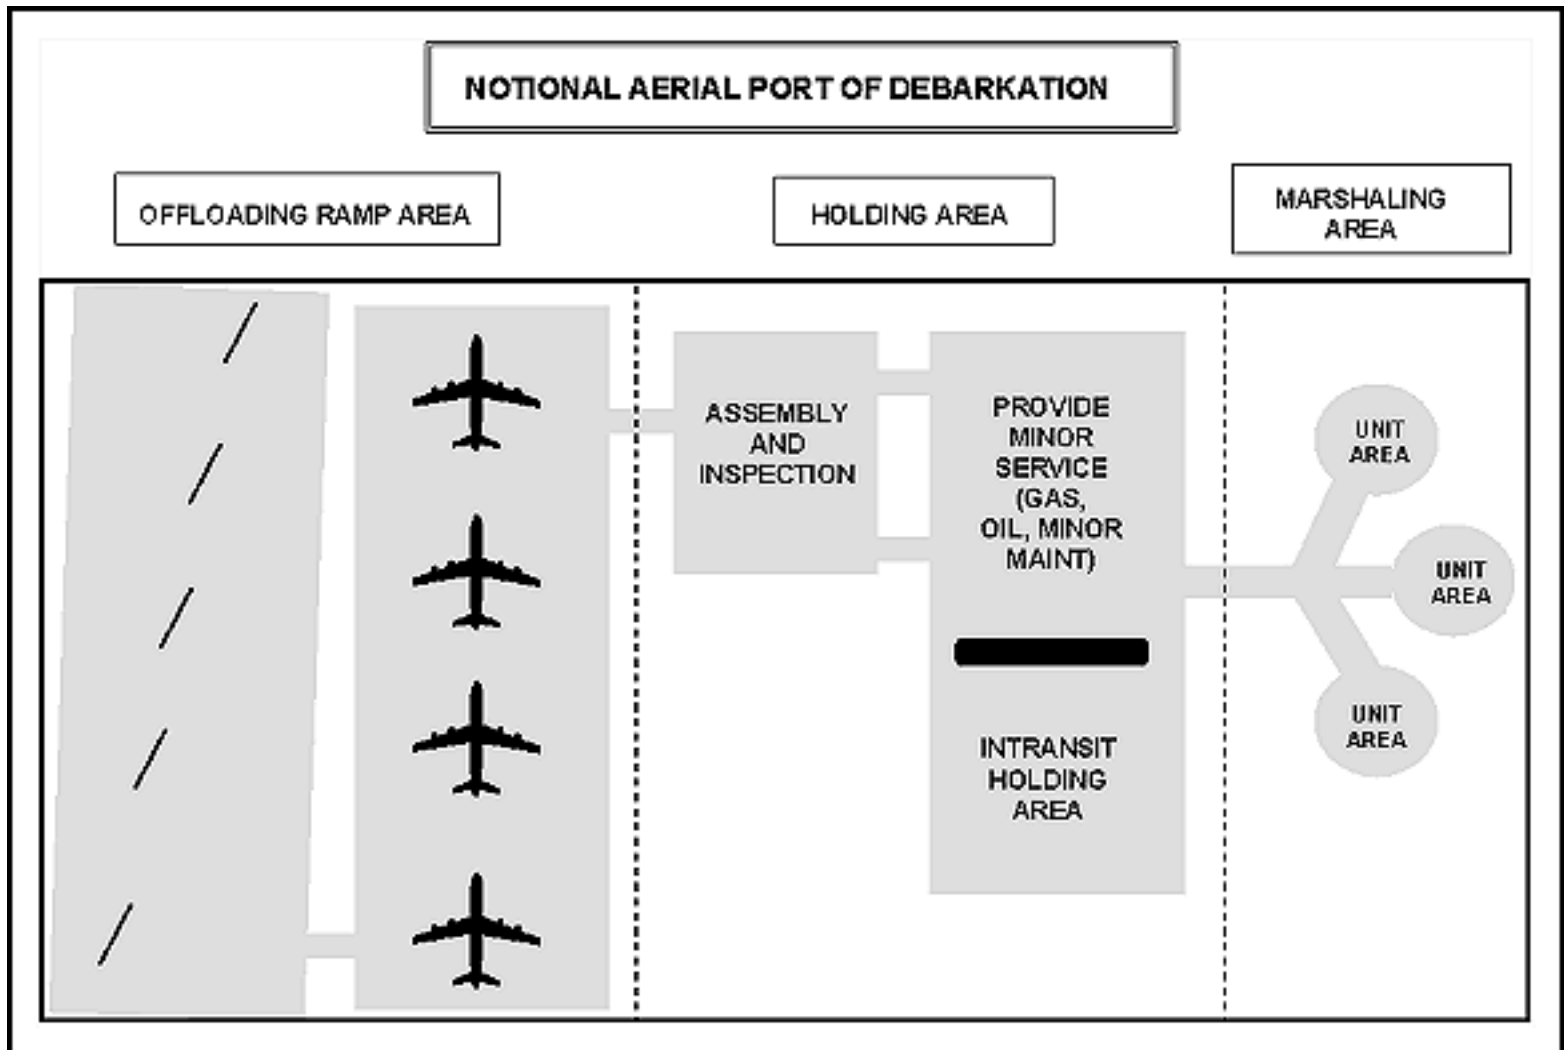 NOTIONAL AERIAL PORT OF DEBARKATION
OFFLOADING RAMP AREA
HOLDING AREA
MARSHALING
AREA
ASSEMBLY
AND
INSPECTION
PROVIDE
MINOR
SERVICE
(GAS,
OIL, MINOR
MAINT)
INTRANSIT
HOLDING
AREA
UNIT
AREA
UNIT
AREA
UNIT
AREA